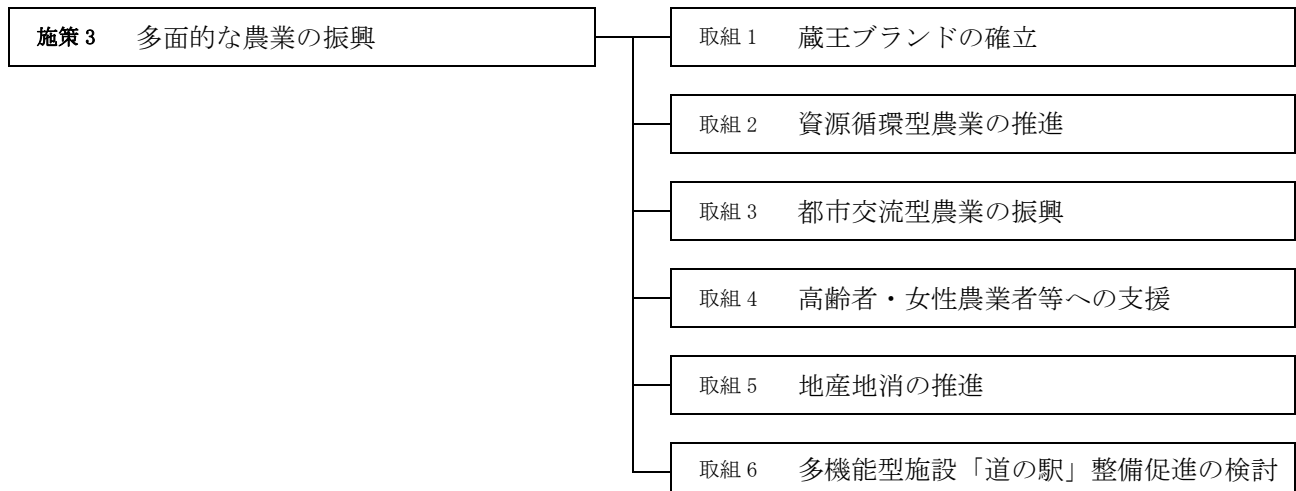 施策 3 多面的な農業の振興
取組 1 蔵王ブランドの確立
取組 2 資源循環型農業の推進
取組 3 都市交流型農業の振興
取組 4 高齢者・女性農業者等への支援
取組 5 地産地消の推進
取組 6 多機能型施設「道の駅」整備促進の検討